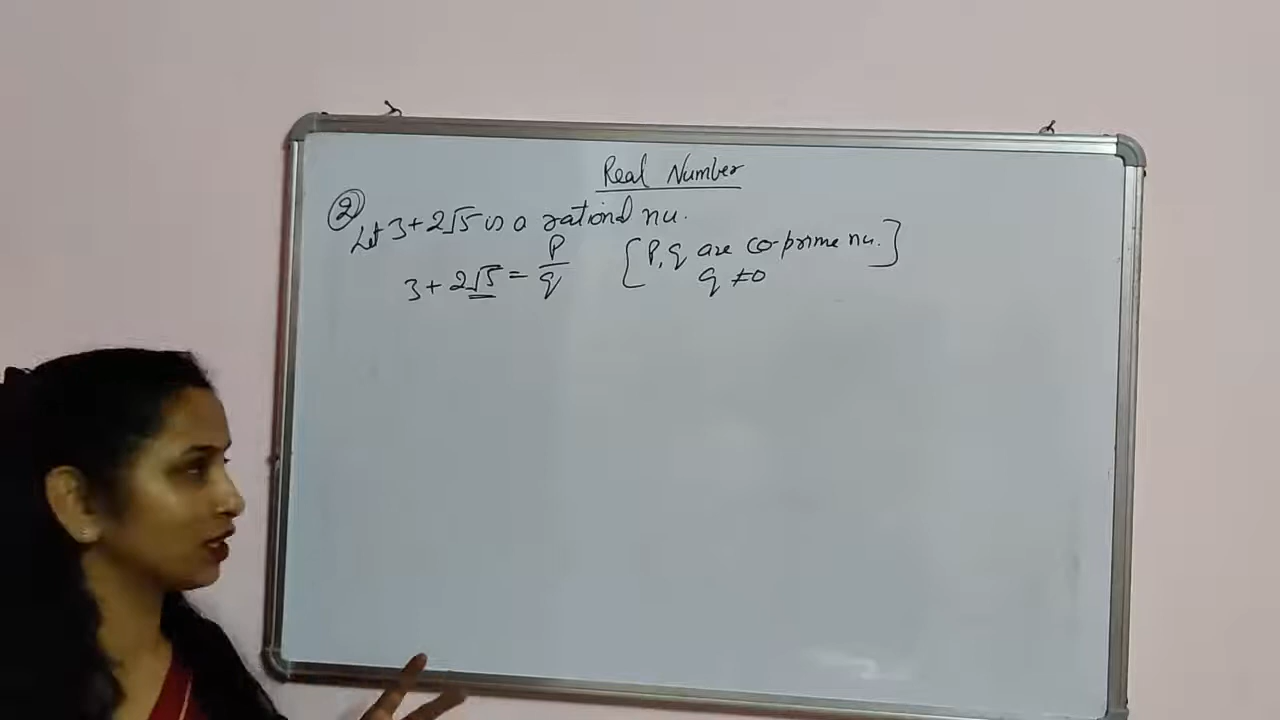 Real Number
② Let 3+2√5 is a rational nu.
3+2√5 = P/q [P,q are co-prime nu.]
q ≠0